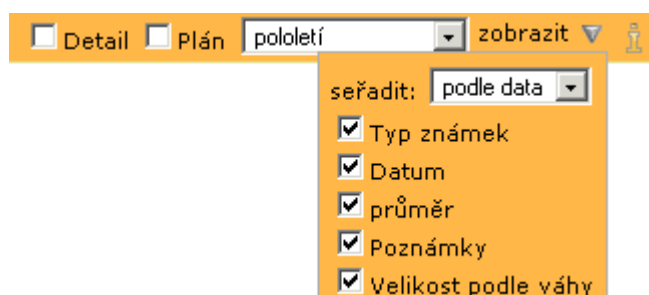 Detail Plán pololetí zobrazit
seřadit: podle data
Typ známek
Datum
průměr
Poznámky
Velikost podle váhy